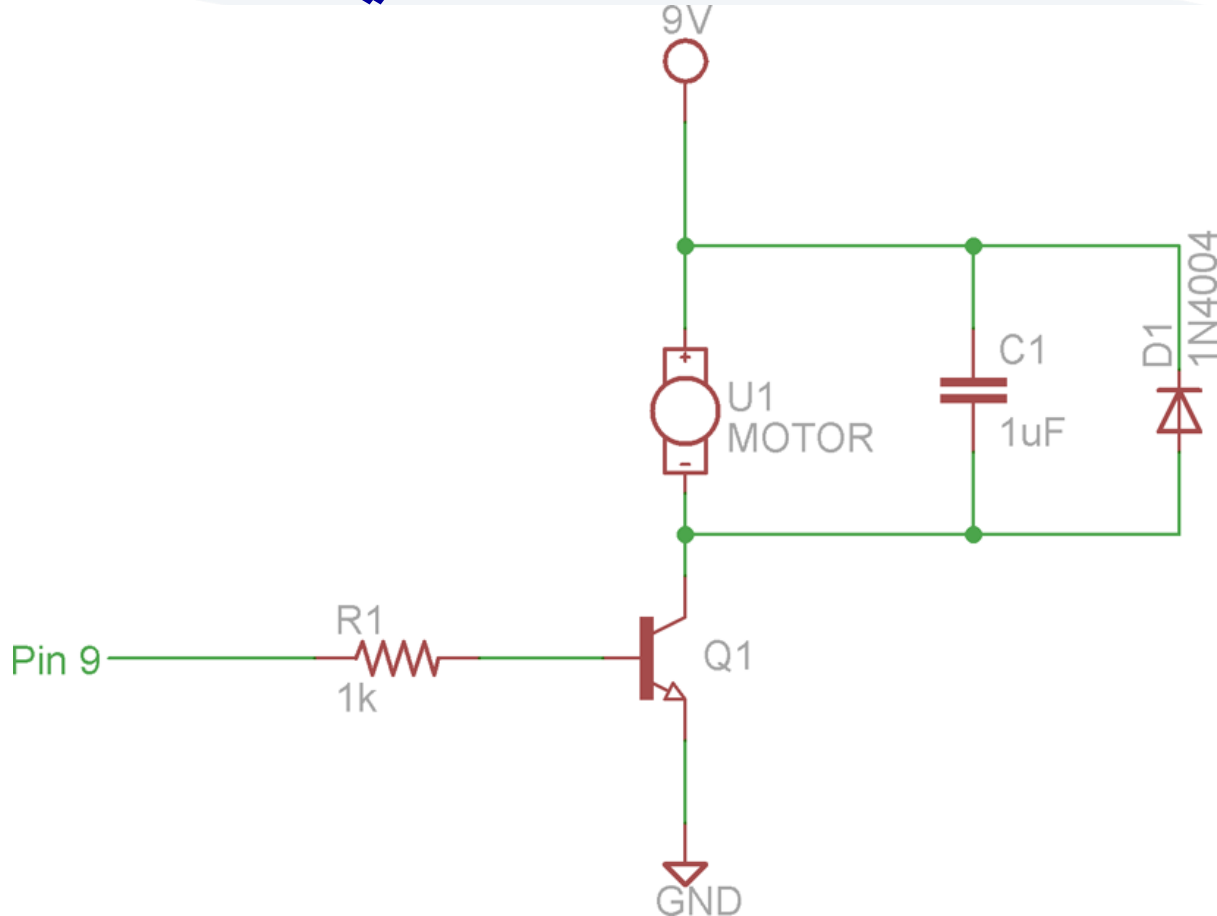 9V
1N4004
D1
C1
1uF
+
U1
MOTOR
-
R1
Pin 9
1k
Q1
GND